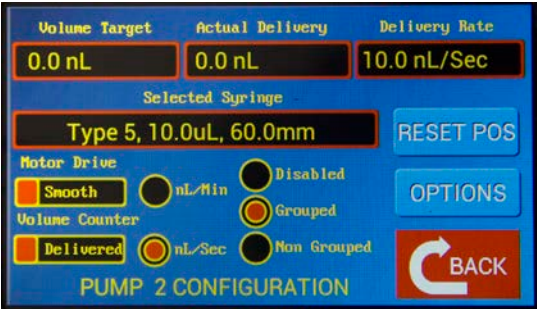 Volume Target Actual Delivery Delivery Rate
0.0 nL 0.0 nL 10.0 nL/Sec
Selected Syringe
Type 5, 10.0uL, 60.0mm RESET POS
Motor Drive Disabled
Smooth nL/Min
OPTIONS
Grouped
Volume Counter
Delivered nL/Sec Non Grouped
BACK
PUMP 2 CONFIGURATION